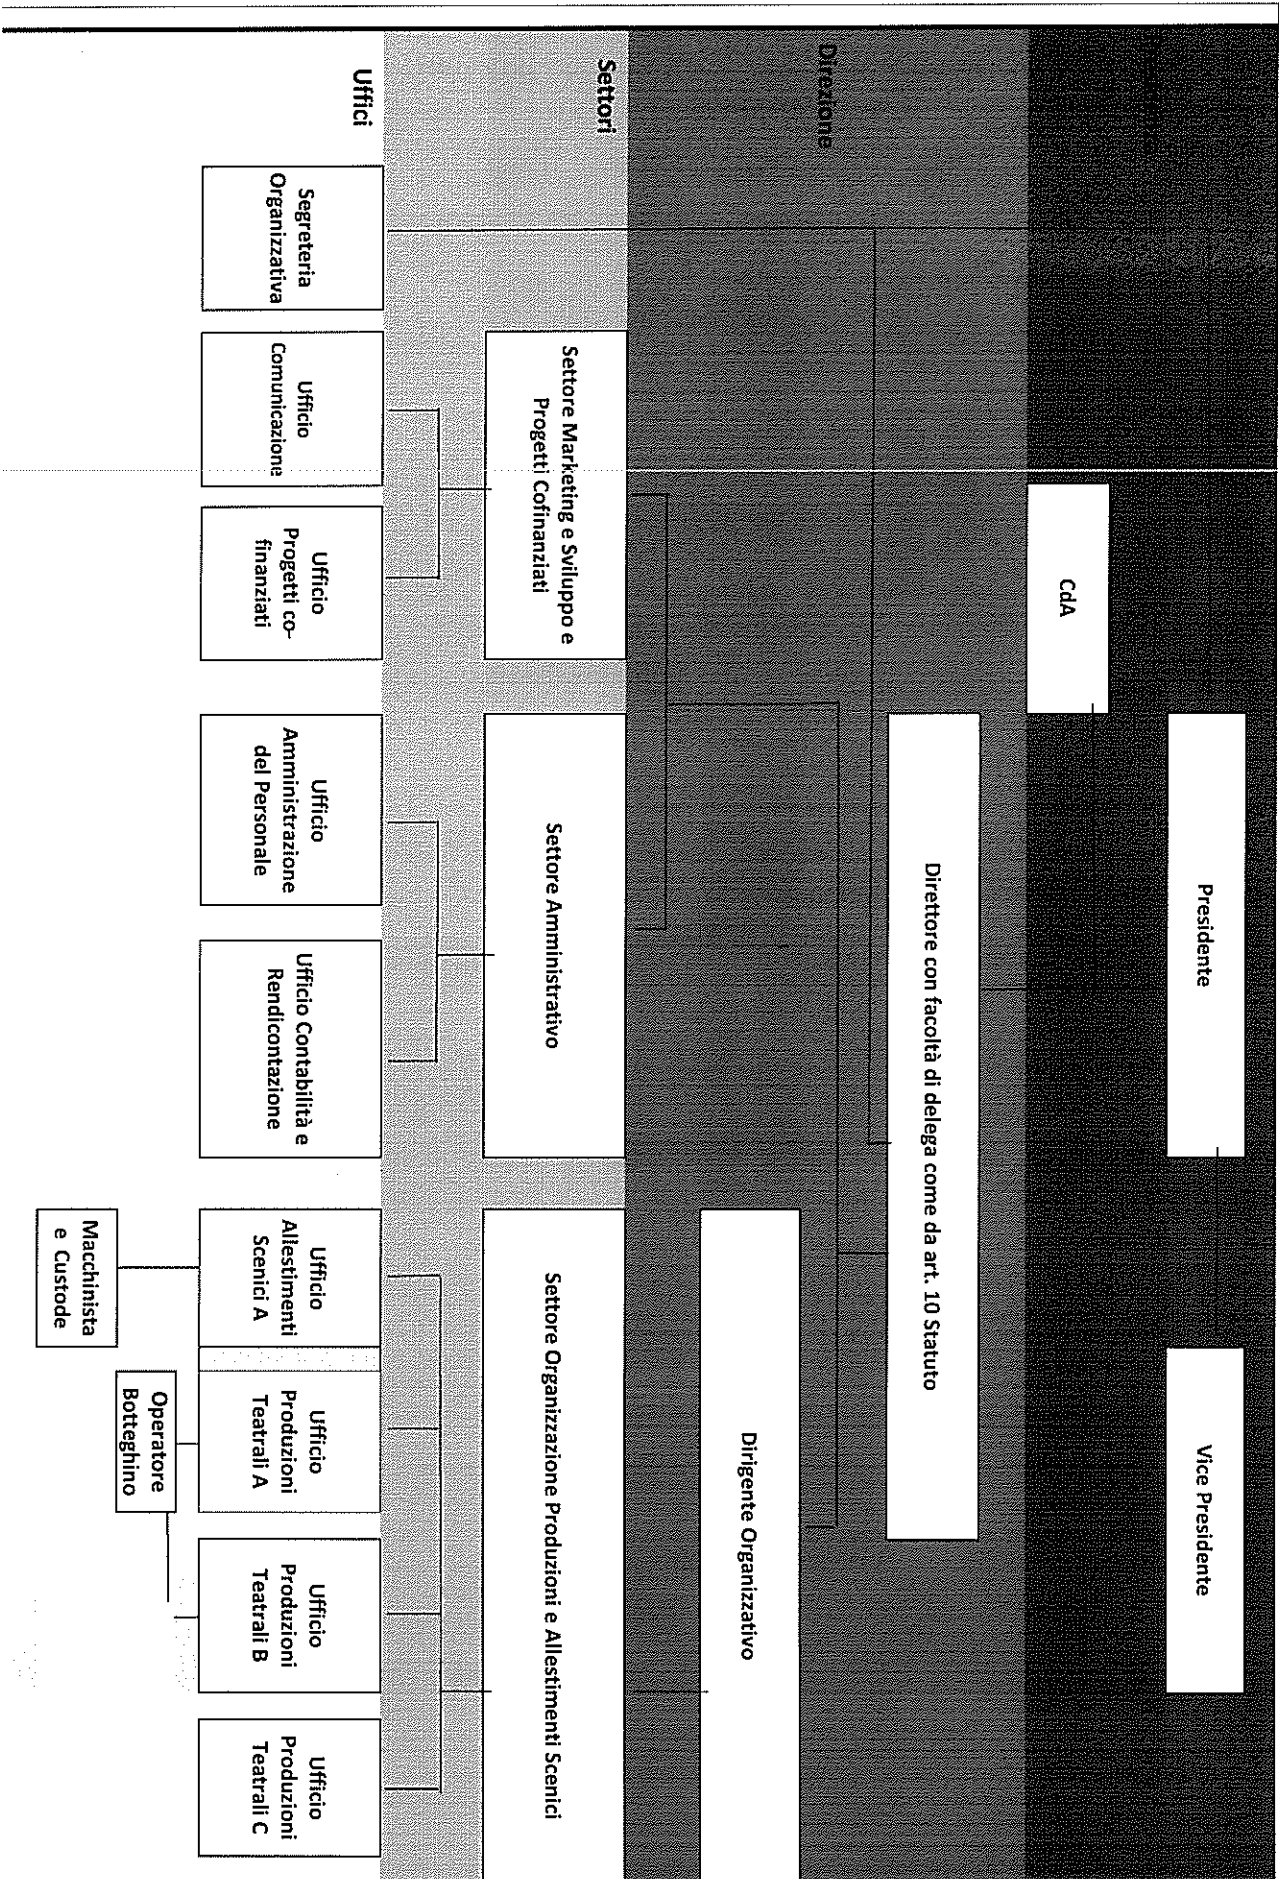 Presidente
Vice Presidente
CdA
Direzione
Direttore con facoltà di delega come da art. 10 Statuto
Dirigente Organizzativo
Settori
Settore Marketing e Sviluppo e
Progetti Cofinanziati
Settore Amministrativo
Settore Organizzazione Produzioni e Allestimenti Scenici
Uffici
Segreteria
Organizzativa
Ufficio
Comunicazione
Ufficio
Progetti co-
finanziati
Ufficio
Amministrazione
del Personale
Ufficio Contabilità e
Rendicontazione
Ufficio
Allestimenti
Scenici A
Ufficio
Produzioni
Teatrali A
Ufficio
Produzioni
Teatrali B
Ufficio
Produzioni
Teatrali C
Operatore
Botteghino
Macchinista
e Custode